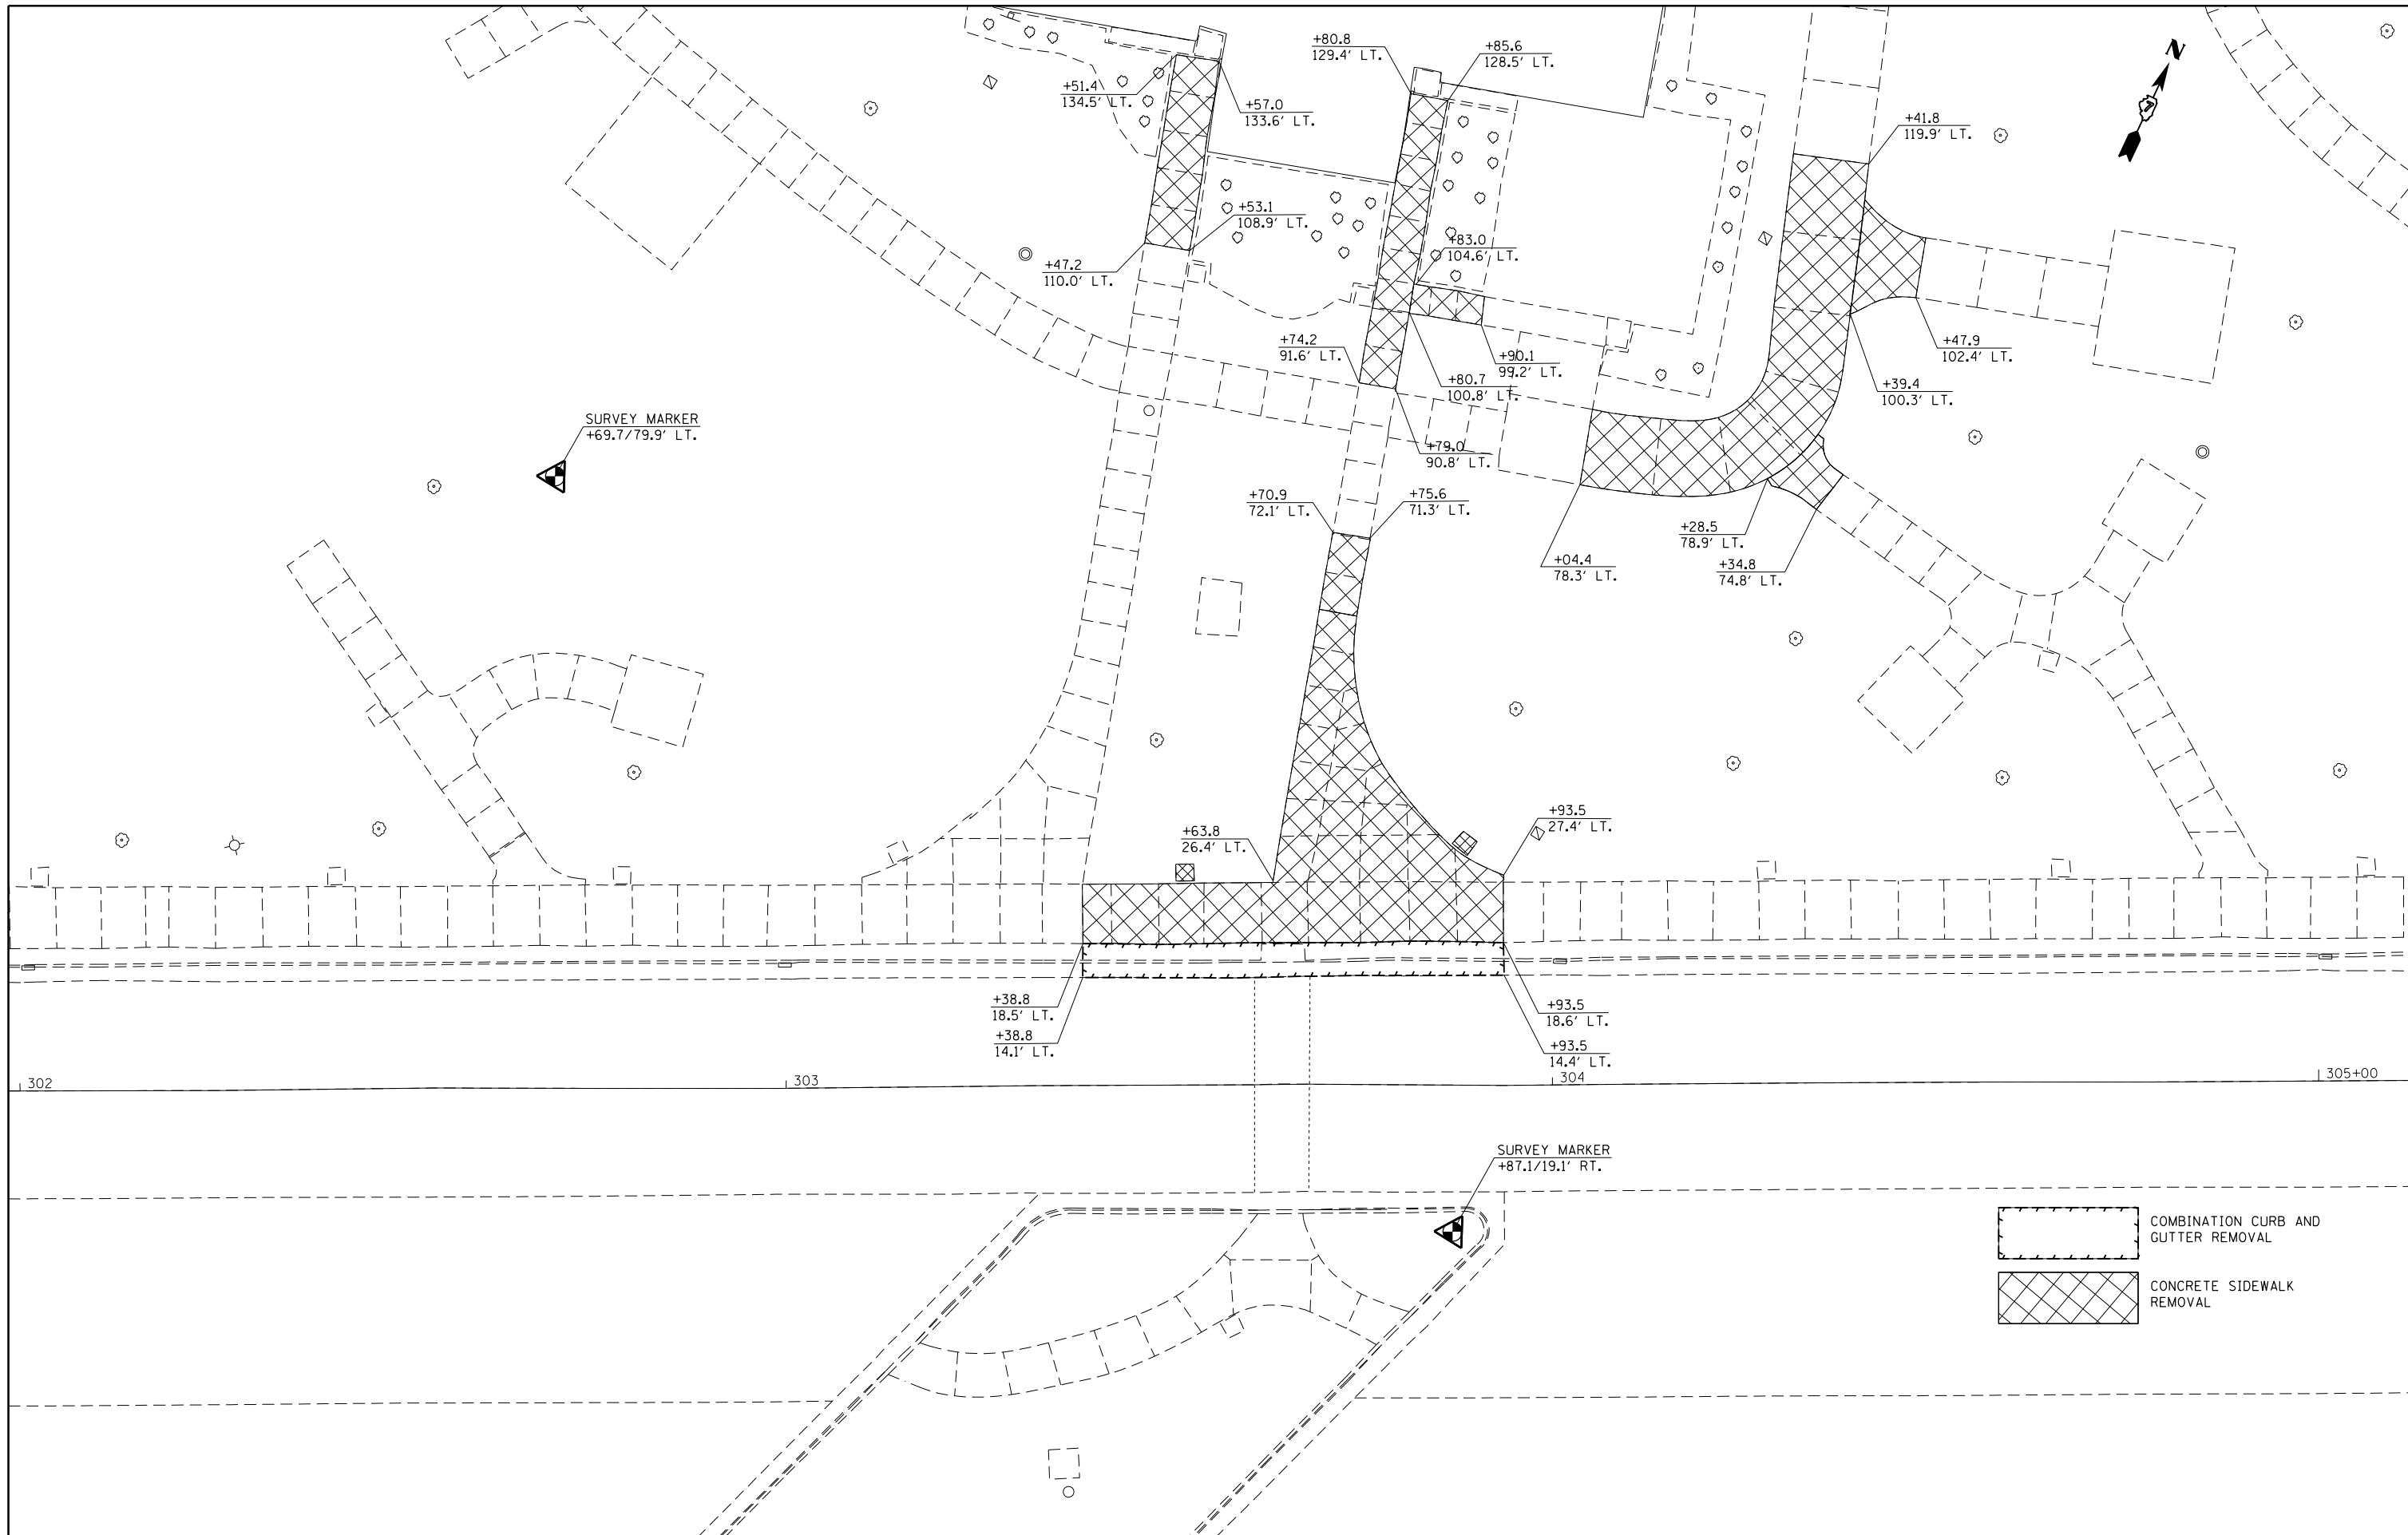 +80.8
129.4' LT.
+85.6
128.5' LT.
N
+51.4
134.5' LT.
+57.0
133.6' LT.
+41.8
119.9' LT.
+53.1
108.9' LT.
+83.0
104.6' LT.
+47.2
110.0' LT.
+74.2
91.6' LT.
+90.1
99.2' LT.
+47.9
102.4' LT.
+80.7
100.8' LT.
+39.4
100.3' LT.
SURVEY MARKER
+69.7/79.9' LT.
+79.0
90.8' LT.
+70.9
72.1' LT.
+75.6
71.3' LT.
+28.5
78.9' LT.
+04.4
78.3' LT.
+34.8
74.8' LT.
+93.5
27.4' LT.
+63.8
26.4' LT.
+38.8
18.5' LT.
+93.5
18.6' LT.
+38.8
14.1' LT.
+93.5
14.4' LT.
302
303
304
305+00
SURVEY MARKER
+87.1/19.1' RT.
COMBINATION CURB AND
GUTTER REMOVAL
CONCRETE SIDEWALK
REMOVAL